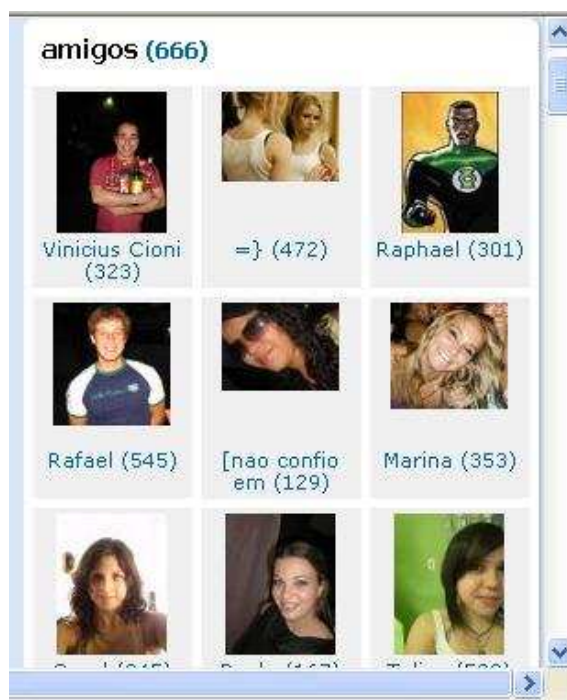 amigos (666)
Vinicius Cioni
(323)
=} (472)
Raphael (301)
Rafael (545)
[nao confio
em (129)
Marina (353)